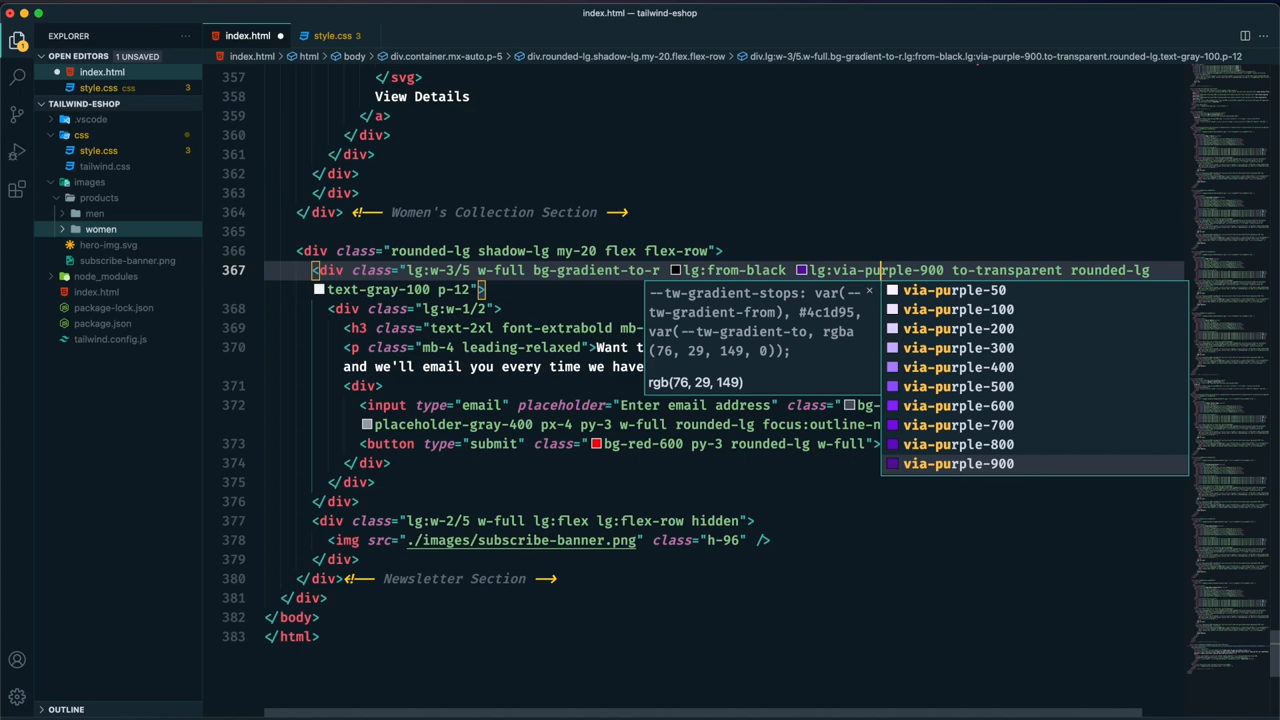 index.html — tailwind-eshop
EXPLORER
index.html
style.css 3
index.html > html > body > div.container.mx-auto.p-5 > div.rounded-lg.shadow-lg.my-20.flex.flex-row > div.lg:w-3/5.w-full.bg-gradient-to-r.lg:from-black.lg:via-purple-900.to-transparent.rounded-lg.text-gray-100.p-12
OPEN EDITORS 1 UNSAVED
index.html
style.css css 3
TAILWIND-ESHOP
.vscode
css
style.css 3
tailwind.css
images
products
men
women
hero-img.svg
subscribe-banner.png
node_modules
index.html
package-lock.json
package.json
tailwind.config.js
OUTLINE
357 </svg>
358 View Details
359 </a>
360 </div>
361 </div>
362 </div>
363 </div>
364 </div> <!-- Women's Collection Section -->
365
366 <div class="rounded-lg shadow-lg my-20 flex flex-row">
367 <div class="lg:w-3/5 w-full bg-gradient-to-r lg:from-black lg:via-purple-900 to-transparent rounded-lg
text-gray-100 p-12">
368 <div class="lg:w-1/2">
369 <h3 class="text-2xl font-extrabold mb-
370 <p class="mb-4 leading-relaxed">Want t
and we'll email you every time we have
371 <div>
372 <input type="email" placeholder="Enter email address" class="bg-
placeholder-gray-400 px-4 py-3 w-full rounded-lg focus:outline-n
373 <button type="submit" class="bg-red-600 py-3 rounded-lg w-full">
374 </div>
375 </div>
376 </div>
377 <div class="lg:w-2/5 w-full lg:flex lg:flex-row hidden">
378 <img src="./images/subscribe-banner.png" class="h-96" />
379 </div>
380 </div><!-- Newsletter Section -->
381 </div>
382 </body>
383 </html>
--tw-gradient-stops: var(--
tw-gradient-from), #4c1d95,
var(--tw-gradient-to, rgba
(76, 29, 149, 0));
rgb(76, 29, 149)
via-purple-50
via-purple-100
via-purple-200
via-purple-300
via-purple-400
via-purple-500
via-purple-600
via-purple-700
via-purple-800
via-purple-900